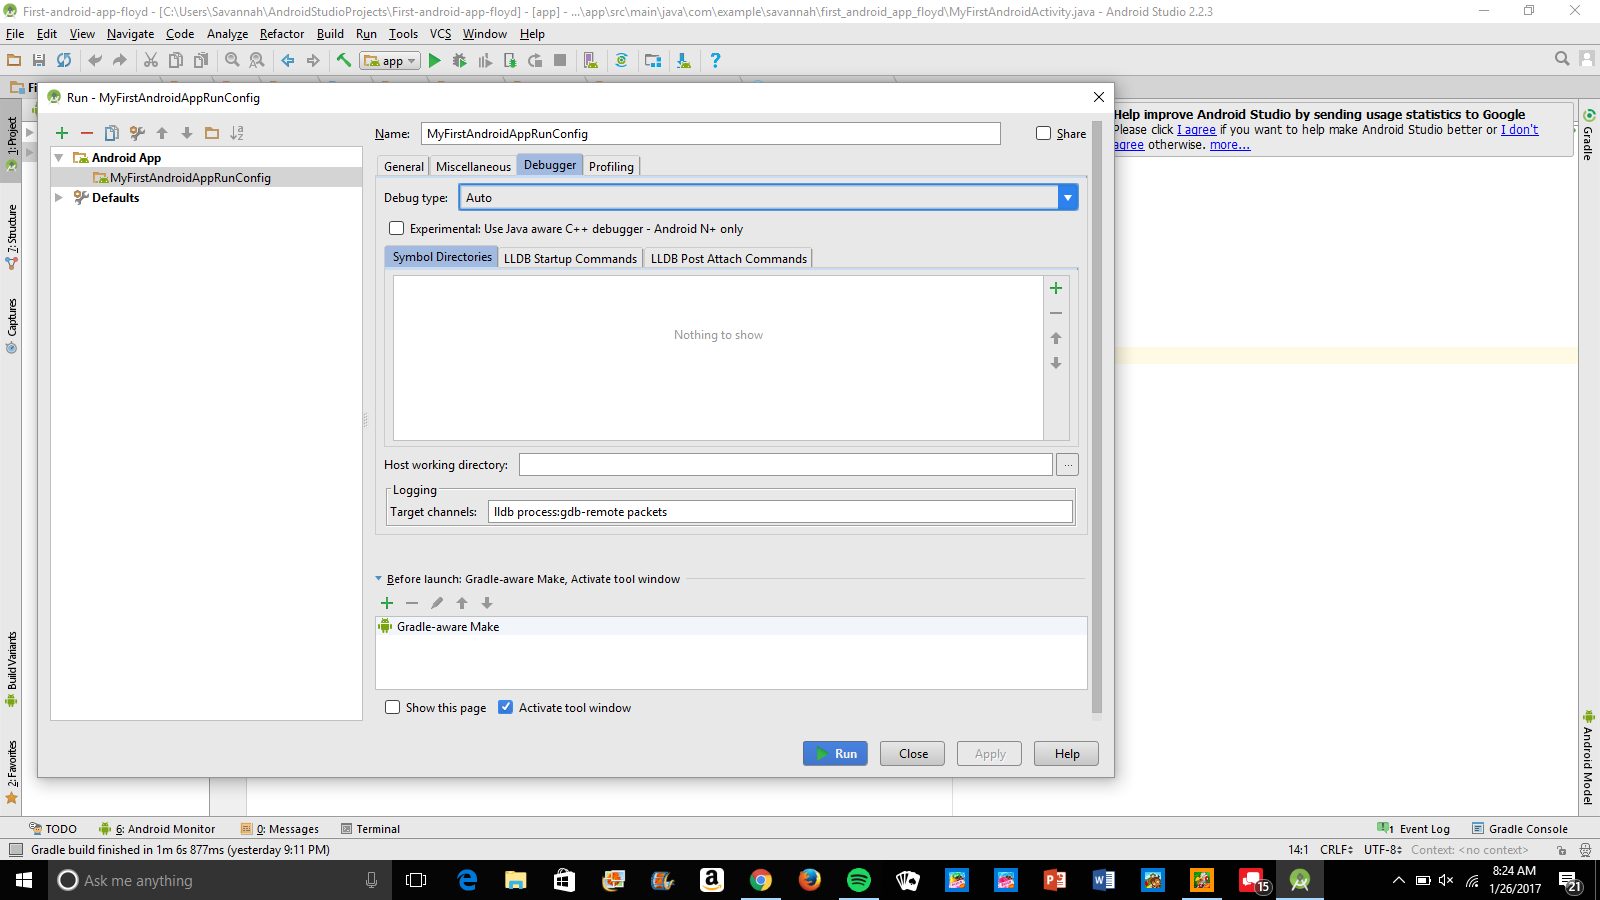 First-android-app-floyd - [C:\Users\Savannah\AndroidStudioProjects\First-android-app-floyd] - [app] - ...\app\src\main\java\com\example\savannah\first_android_app_floyd\MyFirstAndroidActivity.java - Android Studio 2.2.3
File Edit View Navigate Code Analyze Refactor Build Run Tools VCS Window Help
app
Fi
Run - MyFirstAndroidAppRunConfig
Help improve Android Studio by sending usage statistics to Google
Please click I agree if you want to help make Android Studio better or I don't
agree otherwise. more...
1: Project
7: Structure
Captures
Build Variants
2: Favorites
Gradle
Android Model
Android App
MyFirstAndroidAppRunConfig
Defaults
Name: MyFirstAndroidAppRunConfig Share
General Miscellaneous Debugger Profiling
Debug type: Auto
Experimental: Use Java aware C++ debugger - Android N+ only
Symbol Directories LLDB Startup Commands LLDB Post Attach Commands
Nothing to show
Host working directory: ...
Logging
Target channels: lldb process:gdb-remote packets
Before launch: Gradle-aware Make, Activate tool window
Gradle-aware Make
Show this page Activate tool window
Run Close Apply Help
TODO 6: Android Monitor 0: Messages Terminal 1 Event Log Gradle Console
Gradle build finished in 1m 6s 877ms (yesterday 9:11 PM) 14:1 CRLF UTF-8 Context: <no context>
Ask me anything 15 8:24 AM
1/26/2017 21